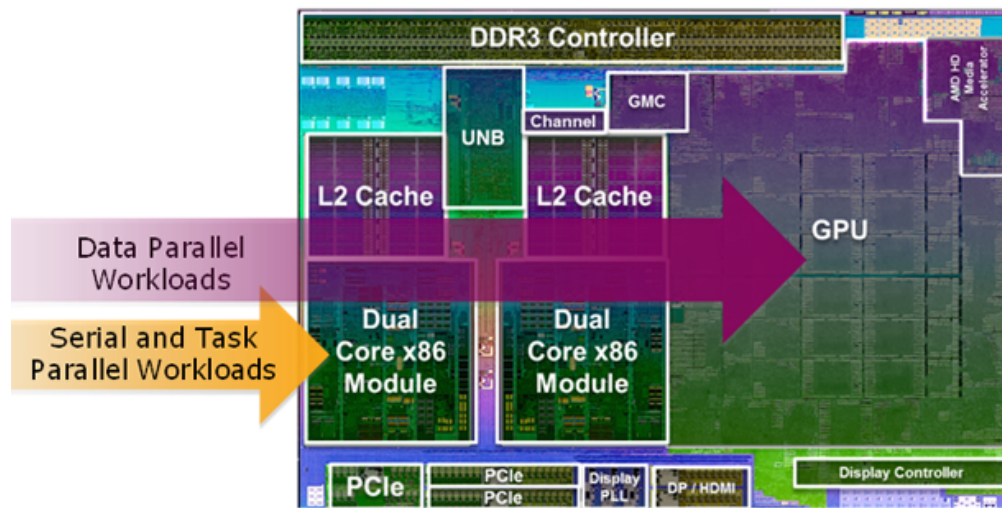 DDR3 Controller
AMD HD
Media
Accelerator
GMC
Channel
UNB
L2 Cache
L2 Cache
GPU
Data Parallel
Workloads
Serial and Task
Parallel Workloads
Dual
Core x86
Module
Dual
Core x86
Module
PCIe
PCIe
PCIe
Display
PLL
DP / HDMI
Display Controller